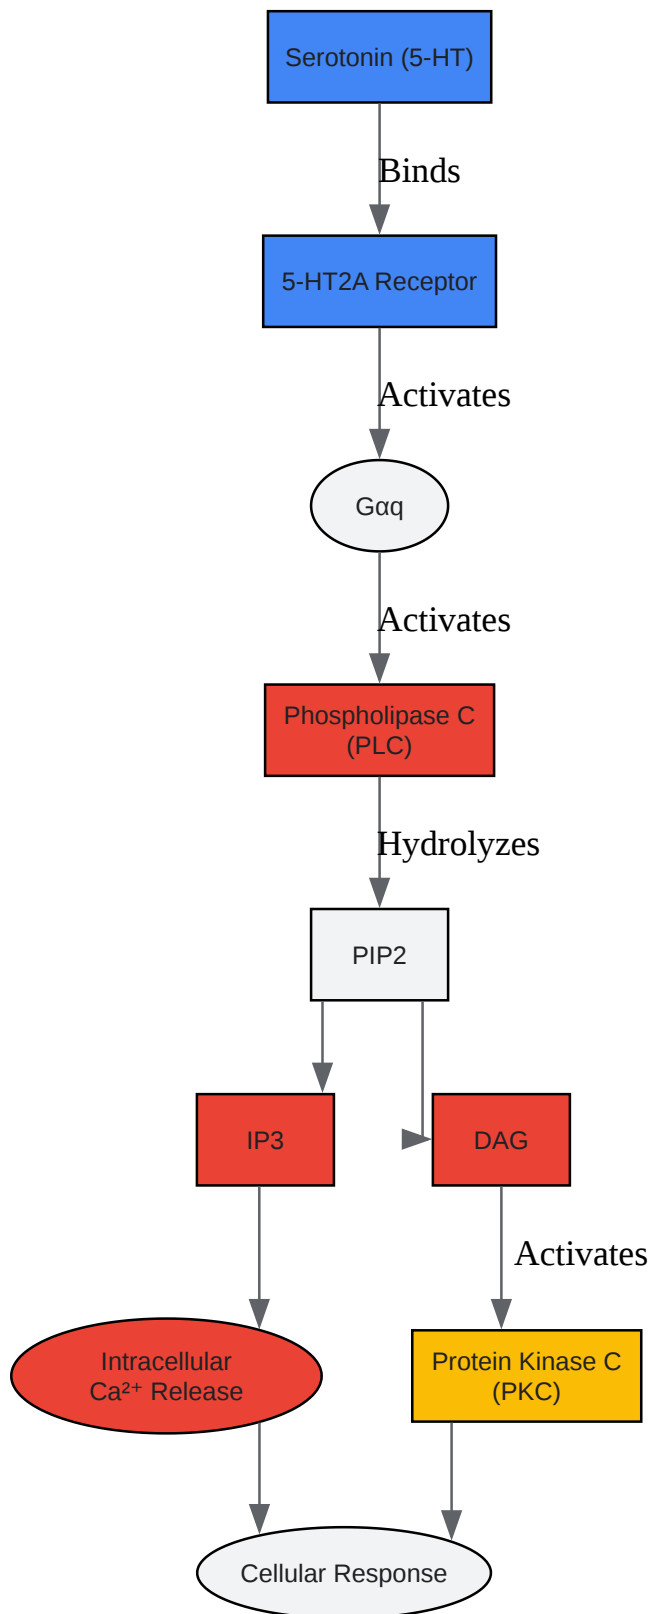 Serotonin (5-HT)
Binds
5-HT2A Receptor
Activates
Gαq
Activates
Phospholipase C
(PLC)
Hydrolyzes
PIP2
IP3
DAG
Activates
Intracellular
Ca²⁺ Release
Protein Kinase C
(PKC)
Cellular Response